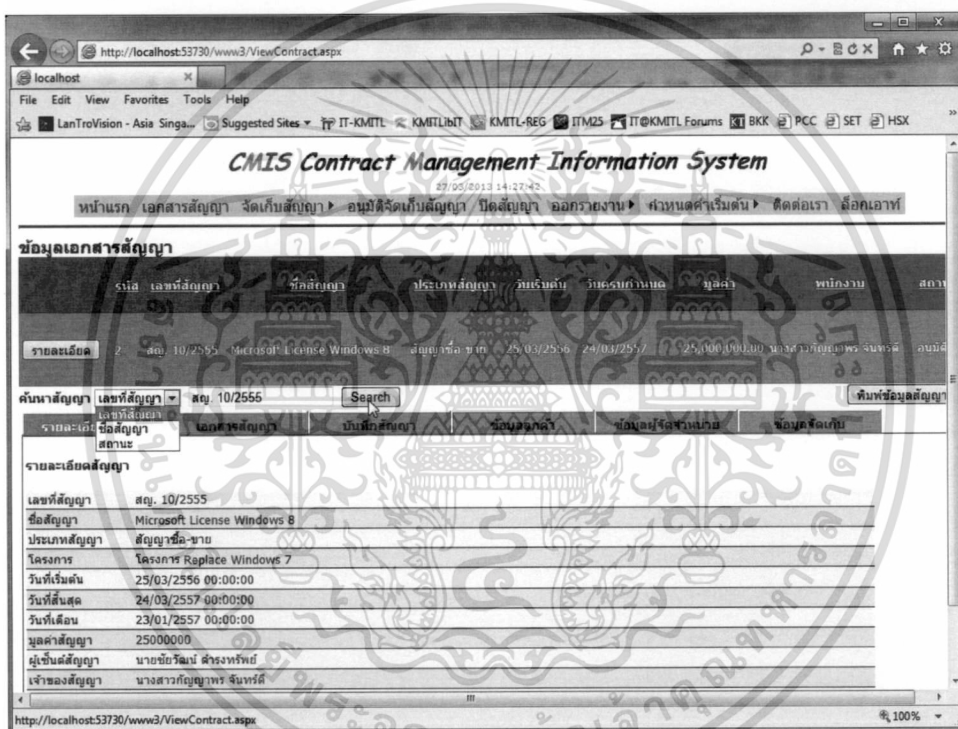 http://localhost:53730/www3/ViewContract.aspx
localhost
File Edit View Favorites Tools Help
LanTroVision - Asia Singa... Suggested Sites IT-KMITL KMITLibIT KMITL-REG ITM25 IT@KMITL Forums BKK PCC SET HSX
CMIS Contract Management Information System
27/03/2013 14:27:42
หน้าแรก เอกสารสัญญา จัดเก็บสัญญา อนุมัติจัดเก็บสัญญา ปิดสัญญา ออกรายงาน กำหนดค่าเริ่มต้น ติดต่อเรา ล็อกเอาท์
ข้อมูลเอกสารสัญญา
รหัส เลขที่สัญญา ชื่อสัญญา ประเภทสัญญา วันเริ่มต้น วันครบกำหนด มูลค่า พนักงาน สถาน
รายละเอียด 2 สญ. 10/2555 Microsoft License Windows 8 สัญญาซื้อ-ขาย 25/03/2556 24/03/2557 25,000,000.00 นางสาวกัญญาพร จันทร์ดี อนุมัติ
ค้นหาสัญญา เลขที่สัญญา สญ. 10/2555 Search พิมพ์ข้อมูลสัญญา
เลขที่สัญญา
ชื่อสัญญา
สถานะ
รายละเอี เอกสารสัญญา บันทึกสัญญา ข้อมูลลูกค้า ข้อมูลผู้จัดจำหน่าย ข้อมูลจัดเก็บ
รายละเอียดสัญญา
เลขที่สัญญา สญ. 10/2555
ชื่อสัญญา Microsoft License Windows 8
ประเภทสัญญา สัญญาซื้อ-ขาย
โครงการ โครงการ Replace Windows 7
วันที่เริ่มต้น 25/03/2556 00:00:00
วันที่สิ้นสุด 24/03/2557 00:00:00
วันที่เตือน 23/01/2557 00:00:00
มูลค่าสัญญา 25000000
ผู้เซ็นต์สัญญา นายชัยวัฒน์ ดำรงทรัพย์
เจ้าของสัญญา นางสาวกัญญาพร จันทร์ดี
http://localhost:53730/www3/ViewContract.aspx 100%